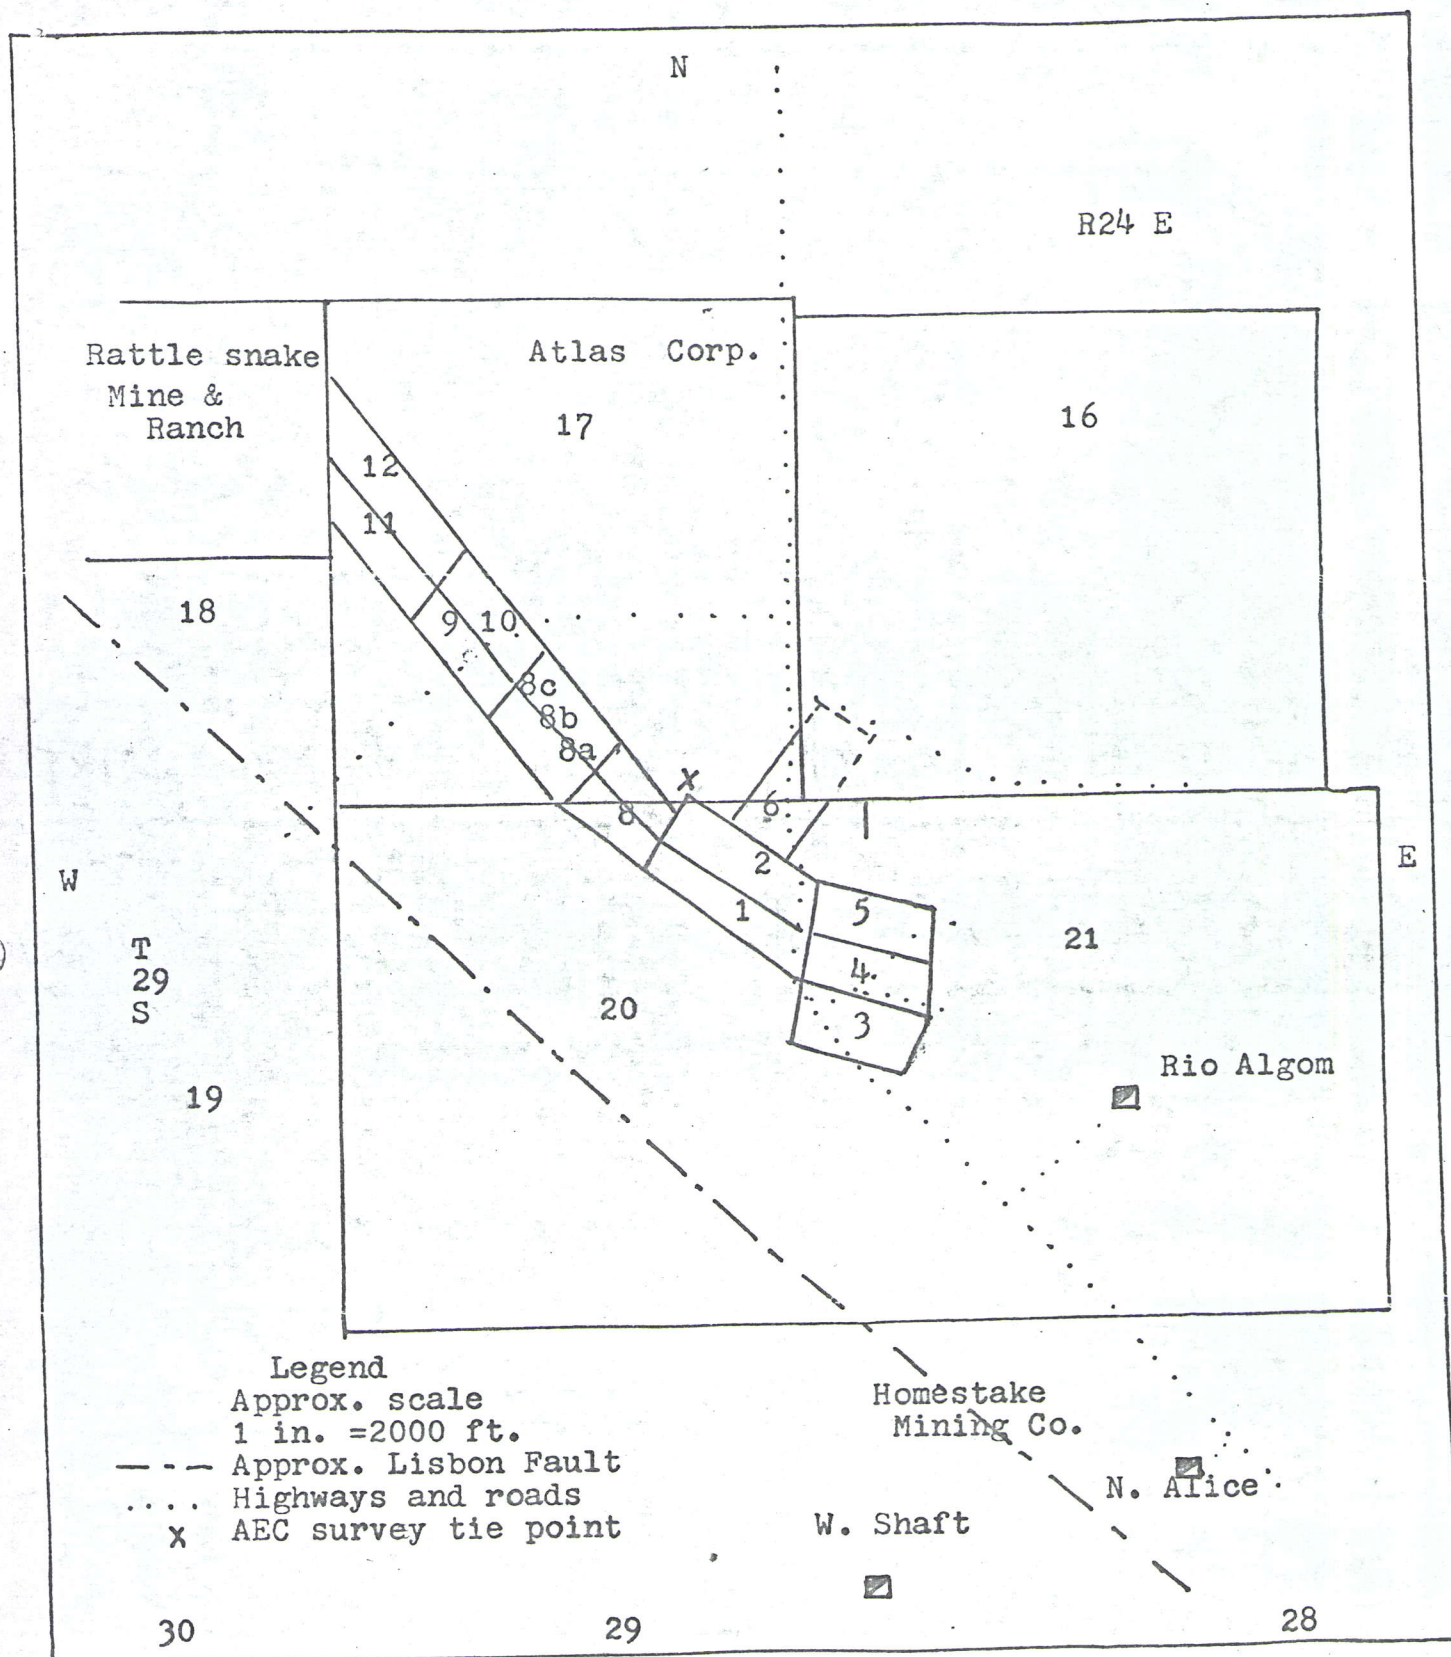 N
R24 E
Rattle snake
Mine &
Ranch
Atlas Corp.
17
16
12
11
18
9 10
8c
8b
8a
X
8
6
2
W
E
1
5
21
T
29
S
4
20
3
19
Rio Algom
Legend
Approx. scale
1 in. =2000 ft.
Approx. Lisbon Fault
Highways and roads
X AEC survey tie point
Homestake
Mining Co.
N. Alice
W. Shaft
30
29
28